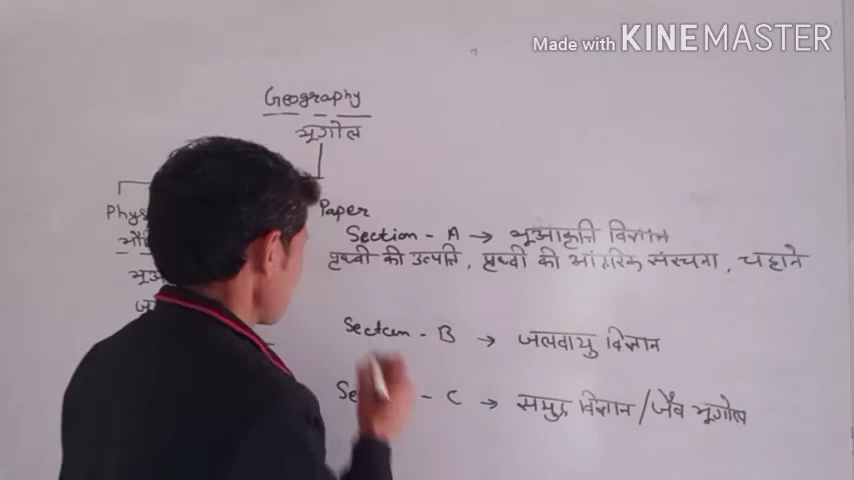 Made with KINEMASTER
Geography
भूगोल
Paper
Section - A → भूआकृति विज्ञान
पृथ्वी की उत्पति, पृथ्वी की आंतरिक संरचना, चट्टाने
Section - B → जलवायु विज्ञान
- C → समुद्र विज्ञान / जैव भूगोल